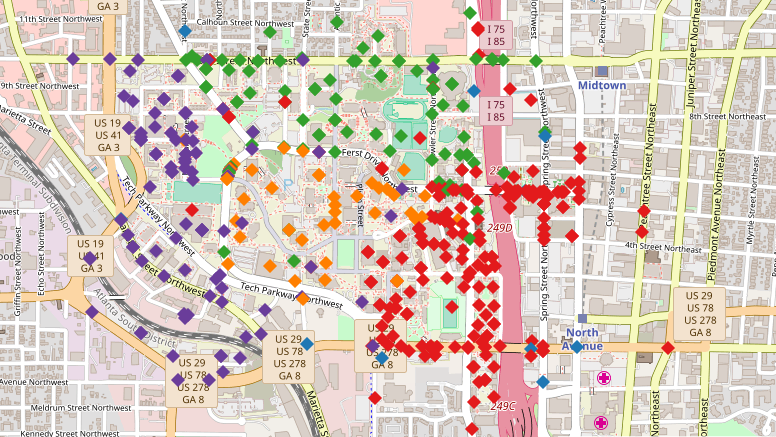 11th Street Northwest
GA 3
Calhoun Street Northwest
State Street
I 75
I 85
Peachtree
Juniper Street Northeast
9th Street Northwest
Midtown
I 75
I 85
8th Street Northeast
US 19
US 41
GA 3
Ferst Drive Northwest
Spring Street Northwest
Cypress Street Northeast
Peachtree Street Northeast
Piedmont Avenue Northeast
Myrtle Street Northeast
Tech Parkway Northwest
249D
4th Street Northeast
US 19
US 41
GA 3
Griffin Street Northwest
Echo Street Northwest
Tech Parkway Northwest
Atlanta South District
US 29
US 78
US 278
GA 8
North
Avenue
US 29
US 78
US 278
GA 8
US 29
US 78
US 278
GA 8
US 29
US 78
US 278
GA 8
Avenue Northwest
Meldrum Street Northwest
Marietta S
249C
Kennedy Street Northwest
Northeast
Northeast